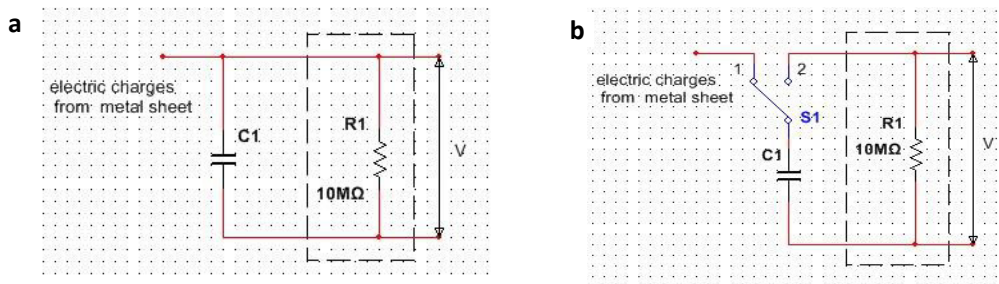 a
electric charges
from metal sheet
C1
R1
10MΩ
V
b
1
2
electric charges
from metal sheet
S1
C1
R1
10MΩ
V